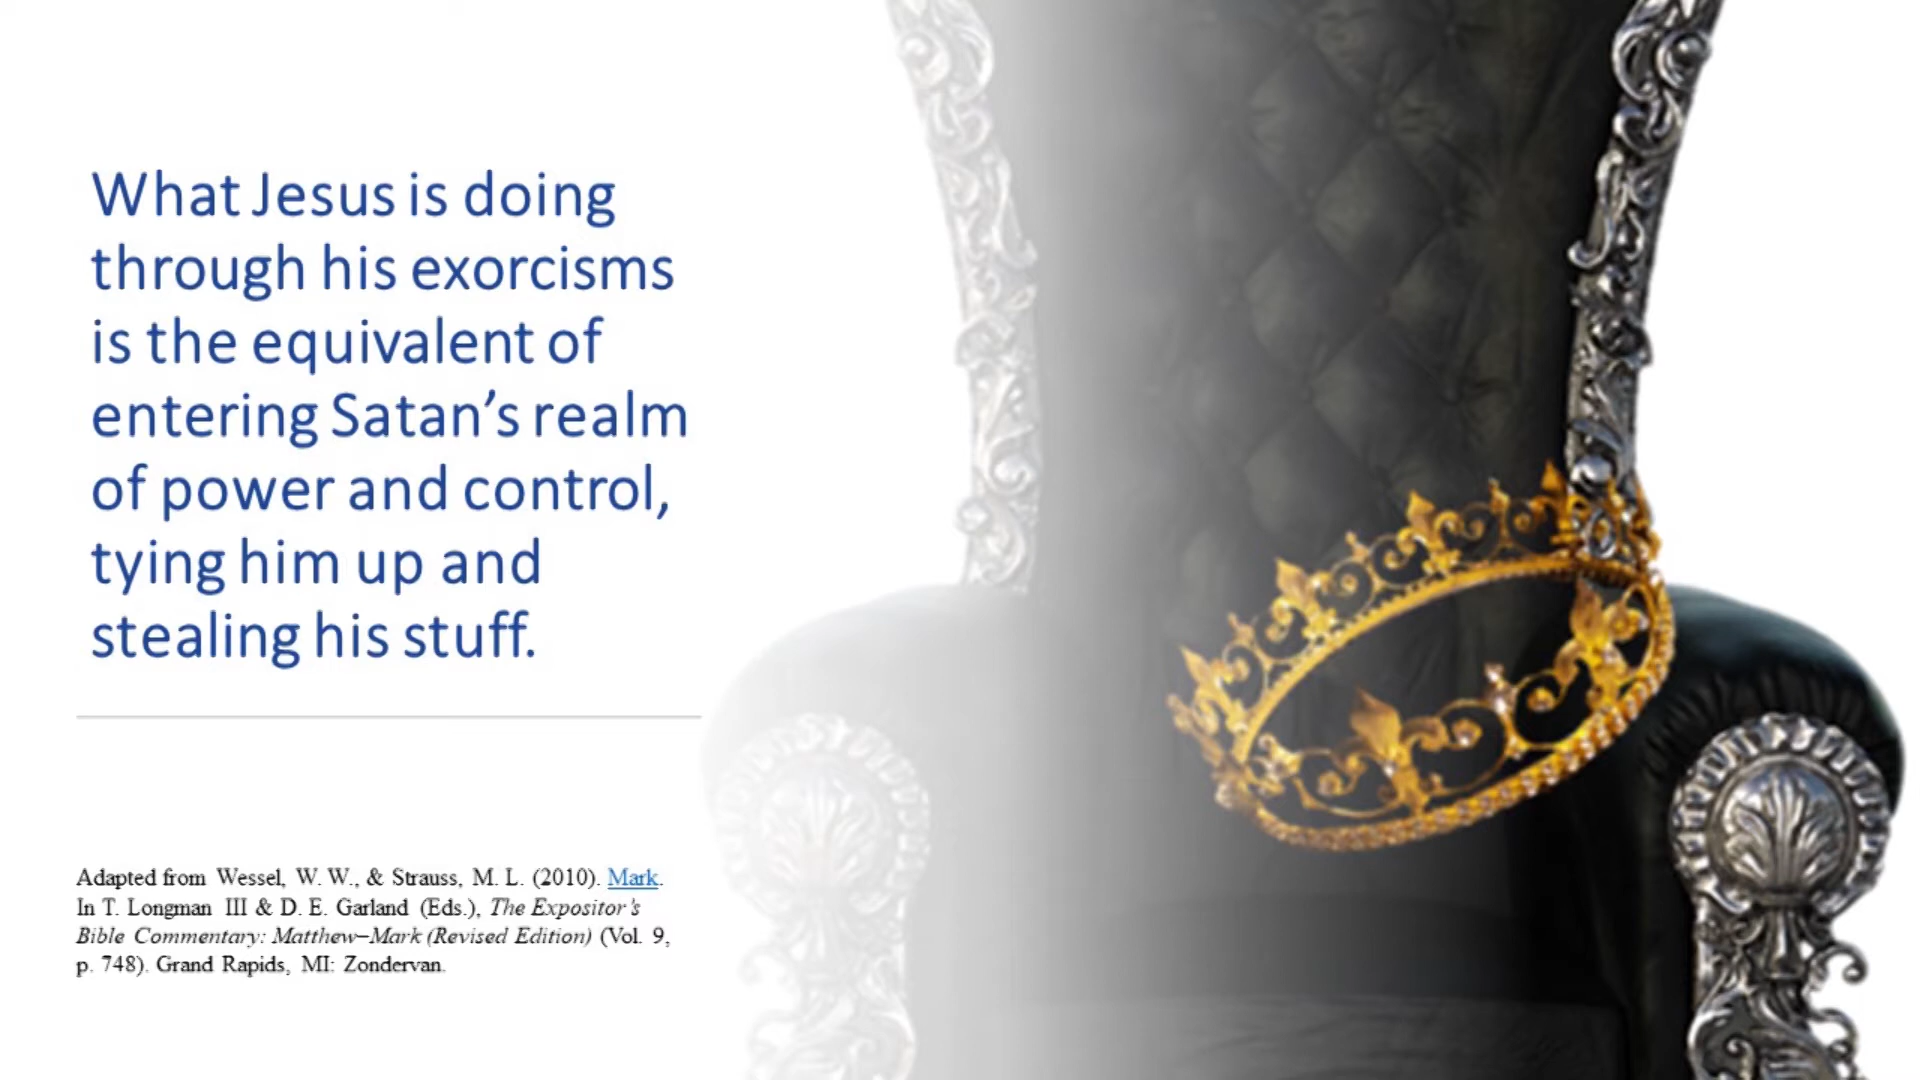 What Jesus is doing
through his exorcisms
is the equivalent of
entering Satan’s realm
of power and control,
tying him up and
stealing his stuff.
Adapted from Wessel, W. W., & Strauss, M. L. (2010). Mark.
In T. Longman III & D. E. Garland (Eds.), The Expositor’s
Bible Commentary: Matthew–Mark (Revised Edition) (Vol. 9,
p. 748). Grand Rapids, MI: Zondervan.